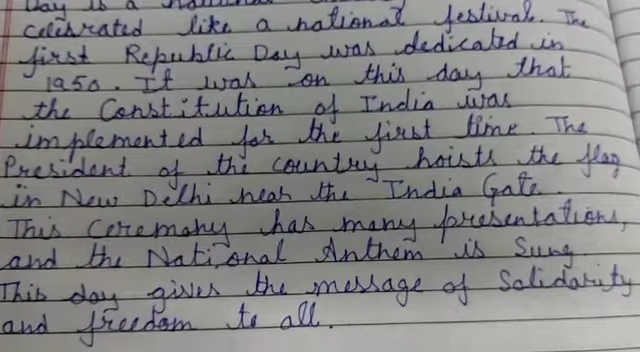 Day is a national
celebrated like a national festival. The
first Republic Day was dedicated in
1950. It was on this day that
the Constitution of India was
implemented for the first time. The
President of the country hoists the flag
in New Delhi near the India Gate.
This ceremony has many presentations,
and the National Anthem is Sung
This day gives the message of Solidarity
and freedom to all.